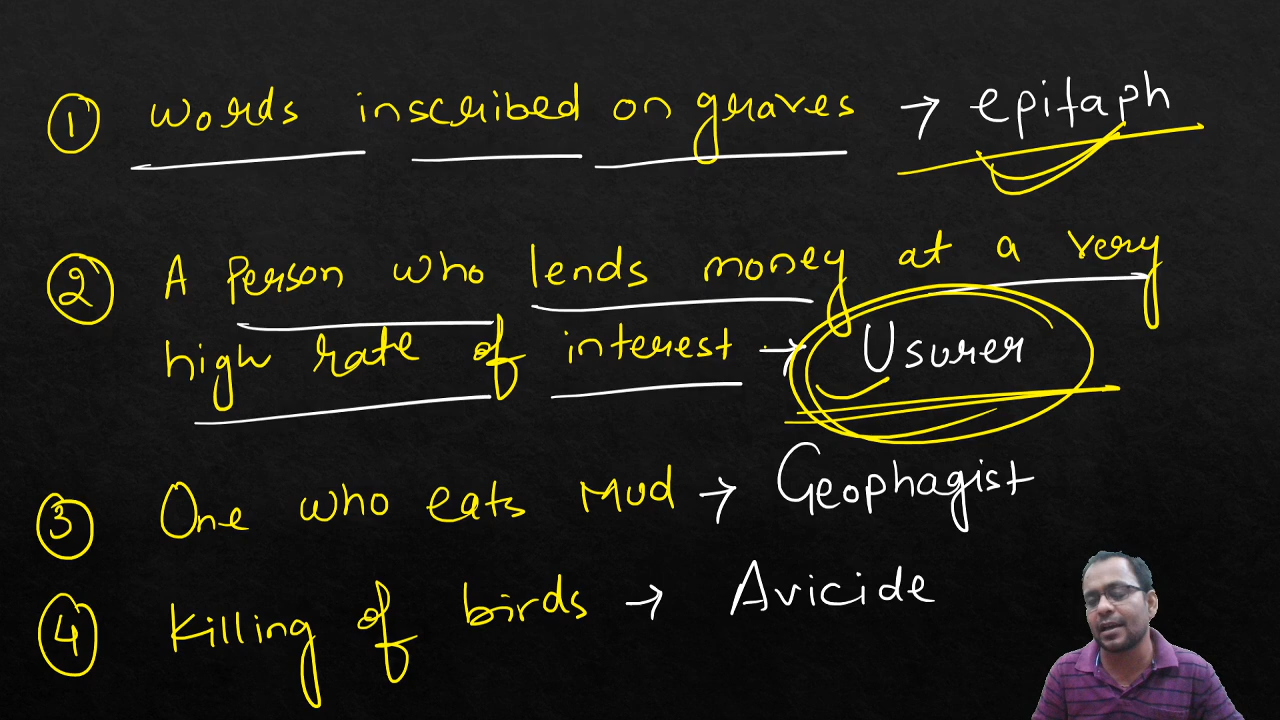 ① words inscribed on graves → epitaph
② A Person who lends money at a very
high rate of interest → Usurer
③ One who eats Mud → Geophagist
④ Killing of birds → Avicide